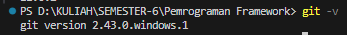 PS D:\KULIAH\SEMESTER-6\Pemrograman Framework> git -v
git version 2.43.0.windows.1